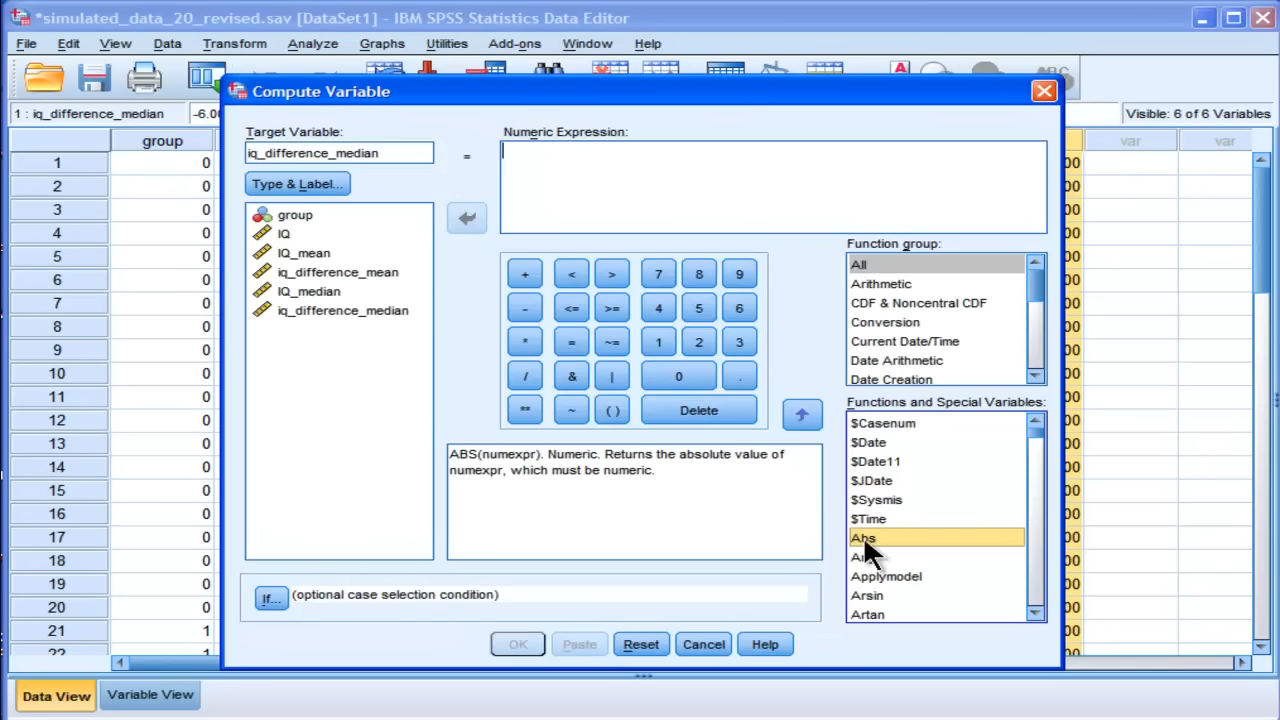 *simulated_data_20_revised.sav [DataSet1] - IBM SPSS Statistics Data Editor
File Edit View Data Transform Analyze Graphs Utilities Add-ons Window Help
A
ABC
1 : iq_difference_median -6.00
Visible: 6 of 6 Variables
group
var var
1 0
2 0
3 0
4 0
5 0
6 0
7 0
8 0
9 0
10 0
11 0
12 0
13 0
14 0
15 0
16 0
17 0
18 0
19 0
20 0
21 1
22 1
Data View Variable View
Compute Variable
Target Variable:
iq_difference_median
=
Numeric Expression:
Type & Label...
group
IQ
IQ_mean
iq_difference_mean
IQ_median
iq_difference_median
+ < > 7 8 9
- <= >= 4 5 6
* = ~= 1 2 3
/ & | 0 .
** ~ ( ) Delete
Function group:
All
Arithmetic
CDF & Noncentral CDF
Conversion
Current Date/Time
Date Arithmetic
Date Creation
Functions and Special Variables:
$Casenum
$Date
$Date11
$JDate
$Sysmis
$Time
Abs
Applymodel
Arsin
Artan
ABS(numexpr). Numeric. Returns the absolute value of
numexpr, which must be numeric.
If... (optional case selection condition)
OK Paste Reset Cancel Help